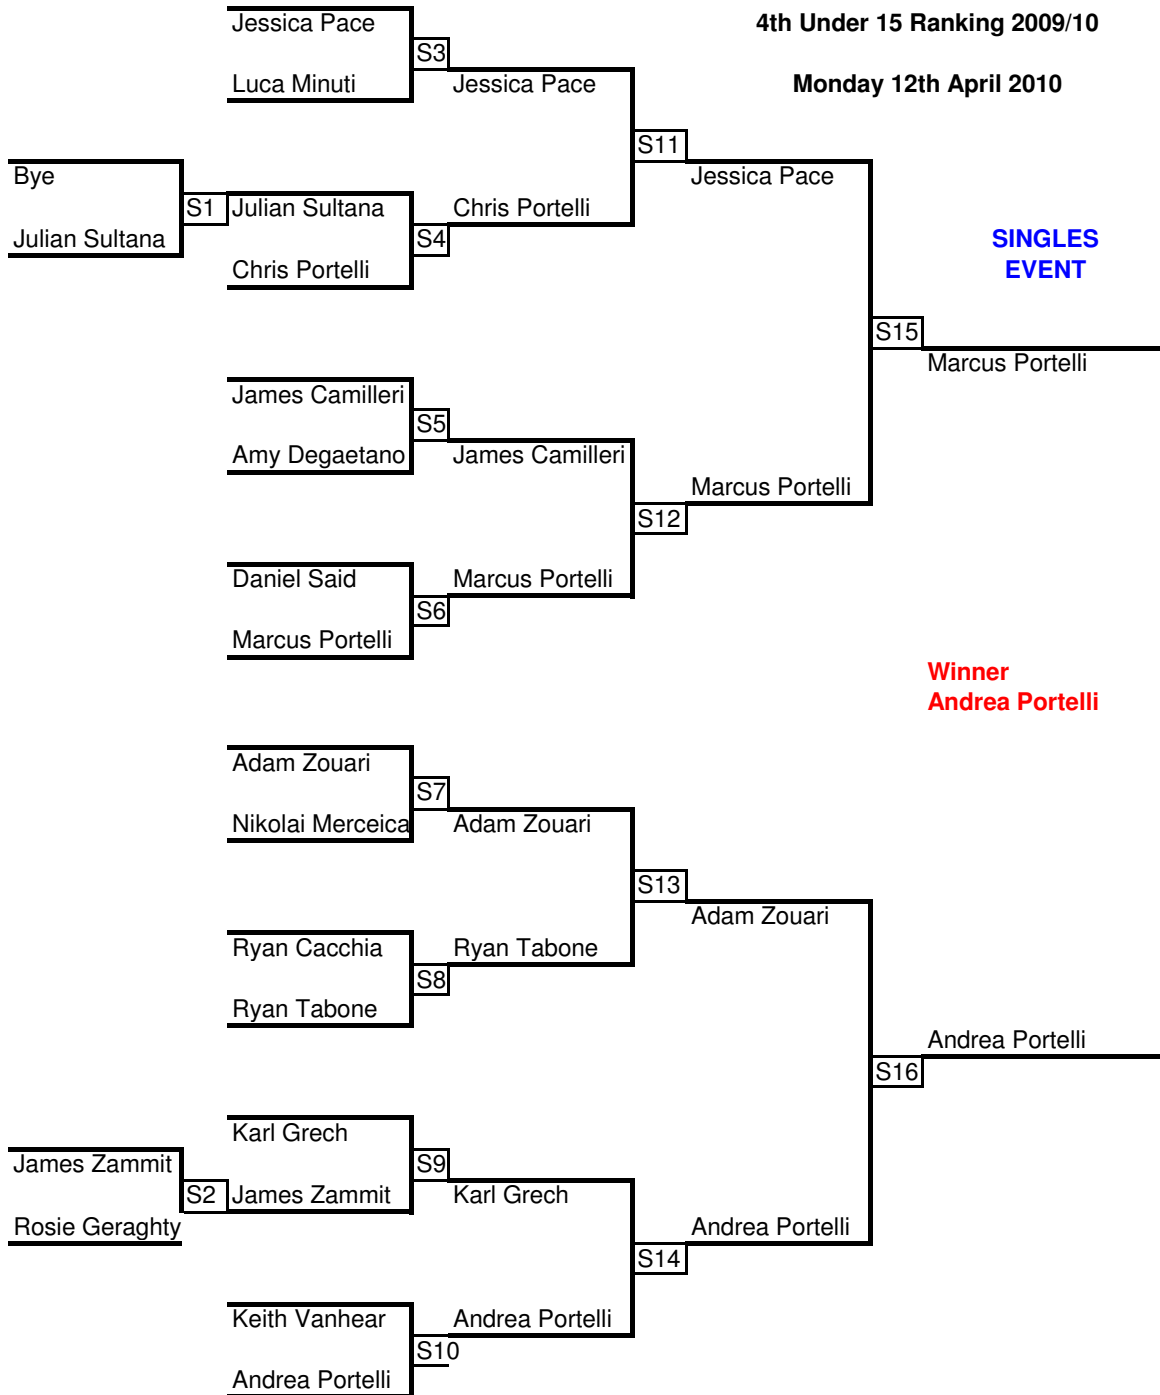 Jessica Pace
4th Under 15 Ranking 2009/10
S3
Luca Minuti
Jessica Pace
Monday 12th April 2010
S11
Bye
Jessica Pace
S1
Julian Sultana
Chris Portelli
Julian Sultana
S4
SINGLES
Chris Portelli
EVENT
S15
Marcus Portelli
James Camilleri
S5
Amy Degaetano
James Camilleri
Marcus Portelli
S12
Daniel Said
Marcus Portelli
S6
Marcus Portelli
Winner
Andrea Portelli
Adam Zouari
S7
Nikolai Merceica
Adam Zouari
S13
Adam Zouari
Ryan Cacchia
Ryan Tabone
S8
Ryan Tabone
Andrea Portelli
S16
Karl Grech
James Zammit
S9
S2
James Zammit
Karl Grech
Rosie Geraghty
Andrea Portelli
S14
Keith Vanhear
Andrea Portelli
S10
Andrea Portelli